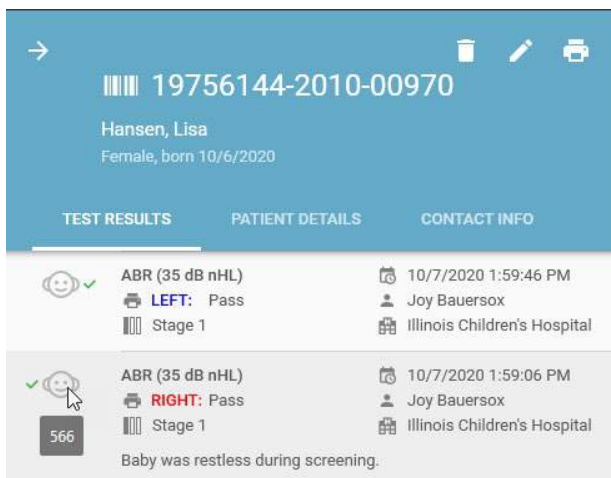 19756144-2010-00970
Hansen, Lisa
Female, born 10/6/2020
TEST RESULTS PATIENT DETAILS CONTACT INFO
ABR (35 dB nHL) 10/7/2020 1:59:46 PM
LEFT: Pass Joy Bauersox
Stage 1 Illinois Children's Hospital
ABR (35 dB nHL) 10/7/2020 1:59:06 PM
RIGHT: Pass Joy Bauersox
566 Stage 1 Illinois Children's Hospital
Baby was restless during screening.